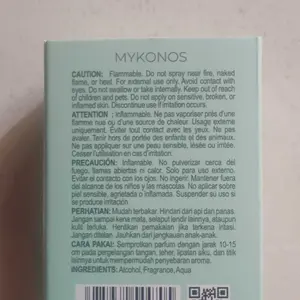 MYKONOS
CAUTION: Flammable. Do not spray near fire, naked
flame, or heat. For external use only. Avoid contact with
eyes. Do not swallow or take internally. Keep out of reach
of children and pets. Do not apply on sensitive, broken, or
inflamed skin. Discontinue use if irritation occurs.
ATTENTION : Inflammable. Ne pas vaporiser près d'une
flamme nue ou d'une source de chaleur. Usage externe
uniquement. Évitez tout contact avec les yeux. Ne pas avaler.
Tenir hors de portée des enfants et des animaux.
Ne pas appliquer sur une peau sensible, lésée ou irritée.
Cesser l'utilisation en cas d'irritation.
PRECAUCIÓN: Inflamable. No pulverizar cerca del
fuego, llamas abiertas o calor. Solo para uso externo.
Evitar el contacto con los ojos. No ingerir. Mantener fuera
del alcance de los niños y las mascotas. No aplicar sobre
piel sensible, agrietada o inflamada. Suspender su uso si
hay irritación.
PERHATIAN: Mudah terbakar. Hindari dari api dan panas.
Jangan sampai kena mata, selaput lendir lainnya, ataupun
kulit terluka. Hentikan pemakaian jika terjadi iritasi.
Jangan ditelan. Jauhkan dari jangkauan anak-anak.
CARA PAKAI: Semprotkan parfum dengan jarak 10-15
cm pada pergelangan tangan, leher, lipatan siku, dan titik
lainnya untuk mempersembahkan penyebaran aroma.
INGREDIENTS: Alcohol, Fragrance, Aqua